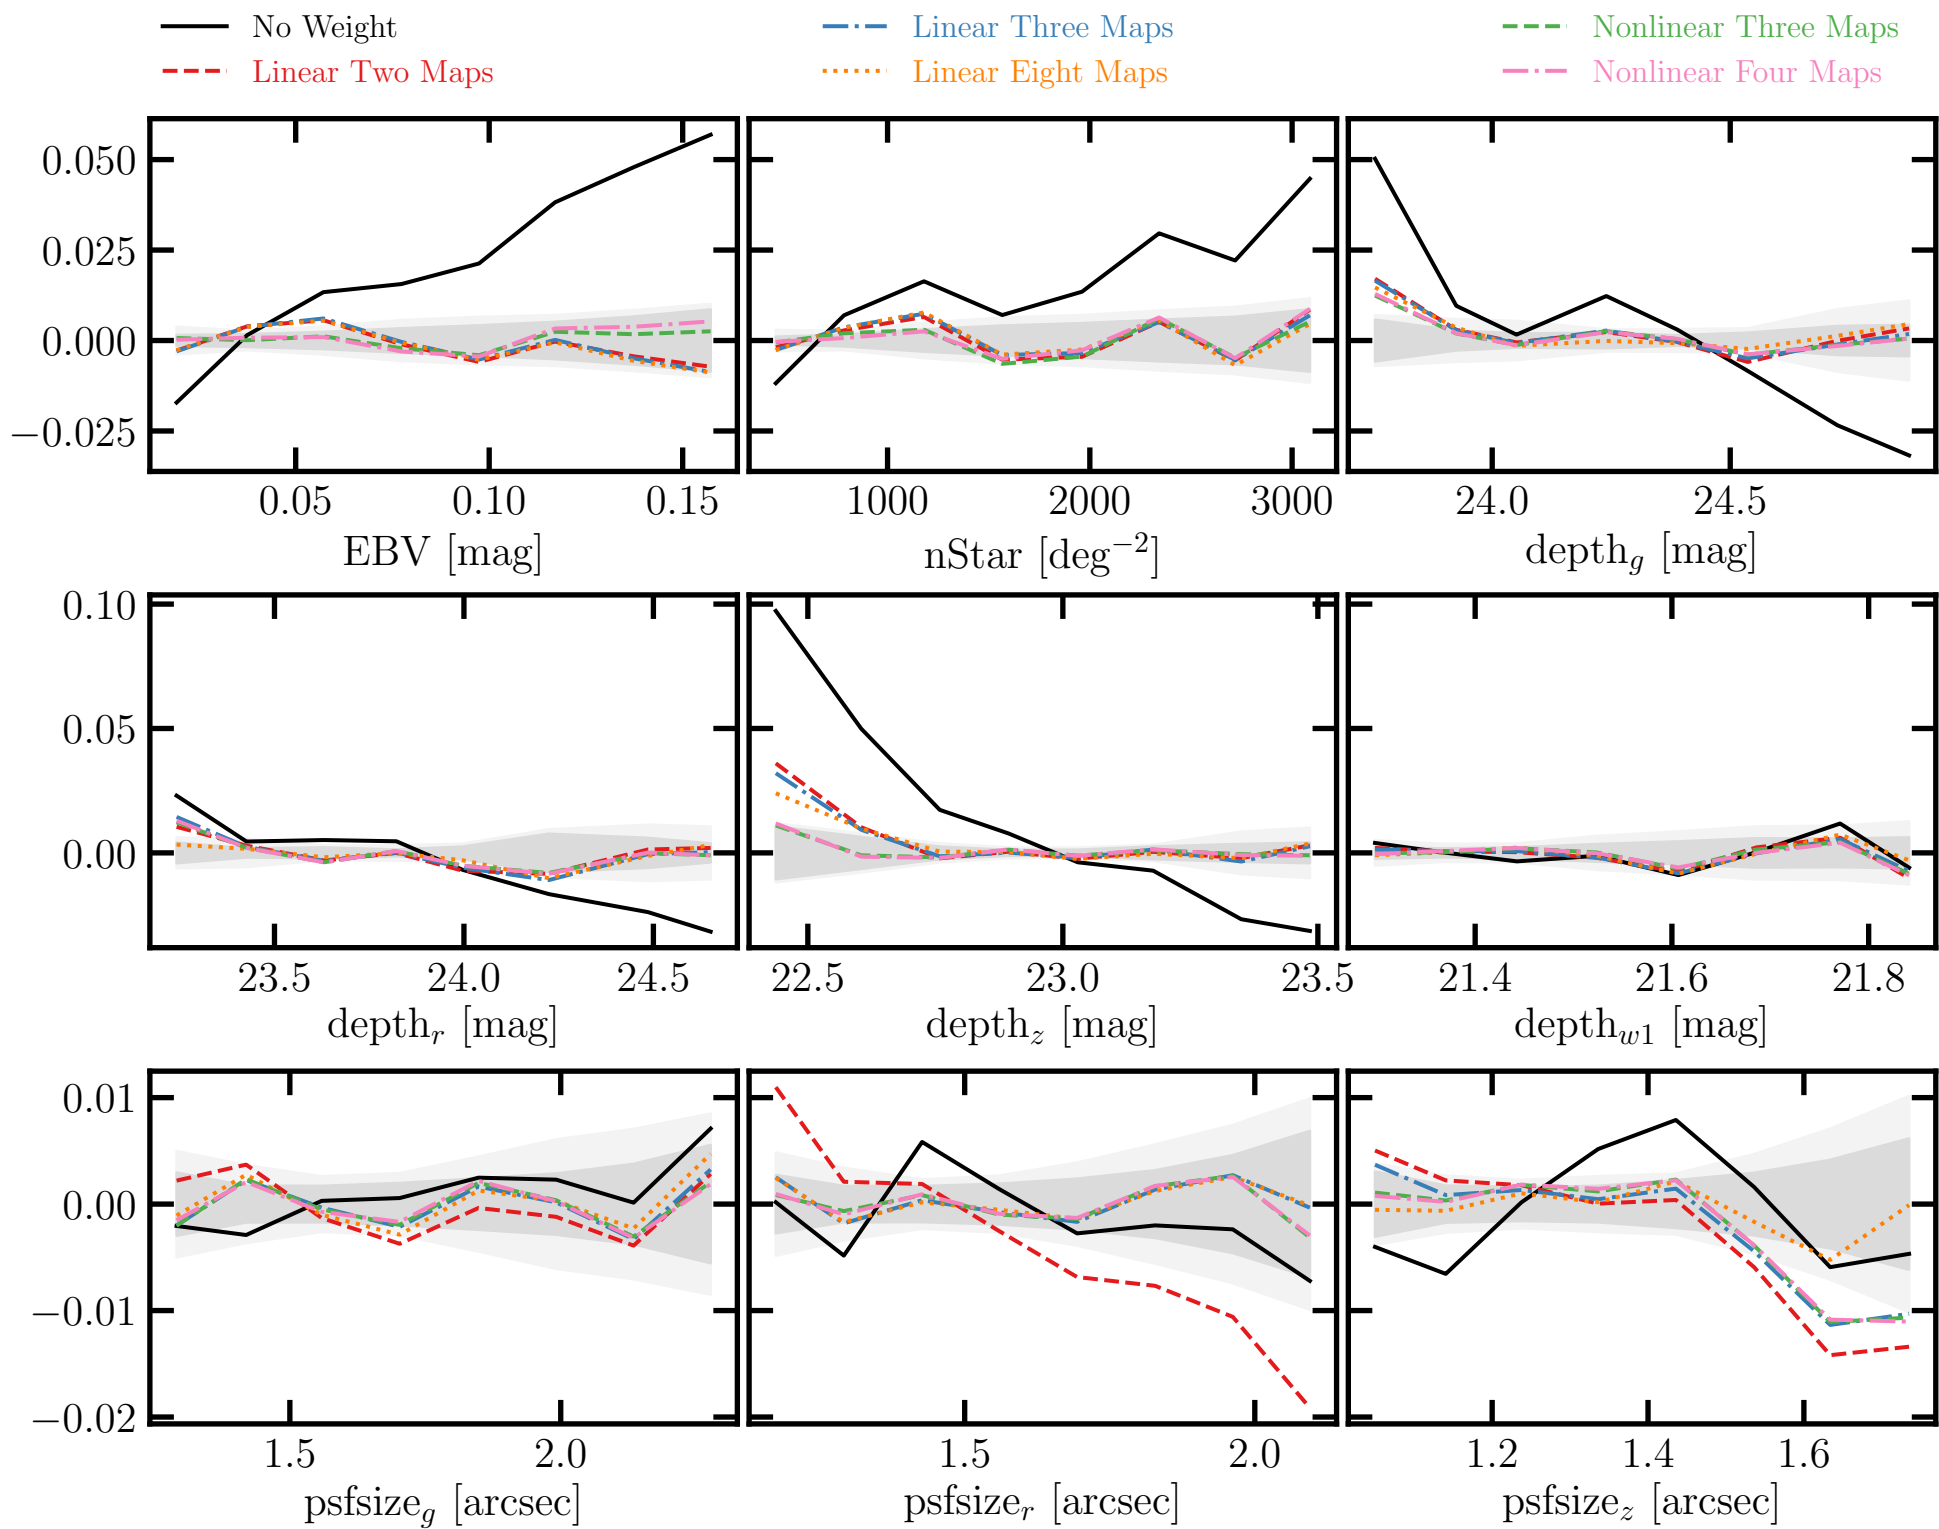 No Weight
Linear Three Maps
Nonlinear Three Maps
Linear Two Maps
Linear Eight Maps
Nonlinear Four Maps
0.050
0.025
0.000
−0.025
0.05 0.10 0.15
EBV [mag]
1000 2000 3000
nStar [deg⁻²]
24.0 24.5
depth_g [mag]
0.10
0.05
0.00
23.5 24.0 24.5
depth_r [mag]
22.5 23.0 23.5
depth_z [mag]
21.4 21.6 21.8
depth_w1 [mag]
0.01
0.00
−0.01
−0.02
1.5 2.0
psfsize_g [arcsec]
1.5 2.0
psfsize_r [arcsec]
1.2 1.4 1.6
psfsize_z [arcsec]